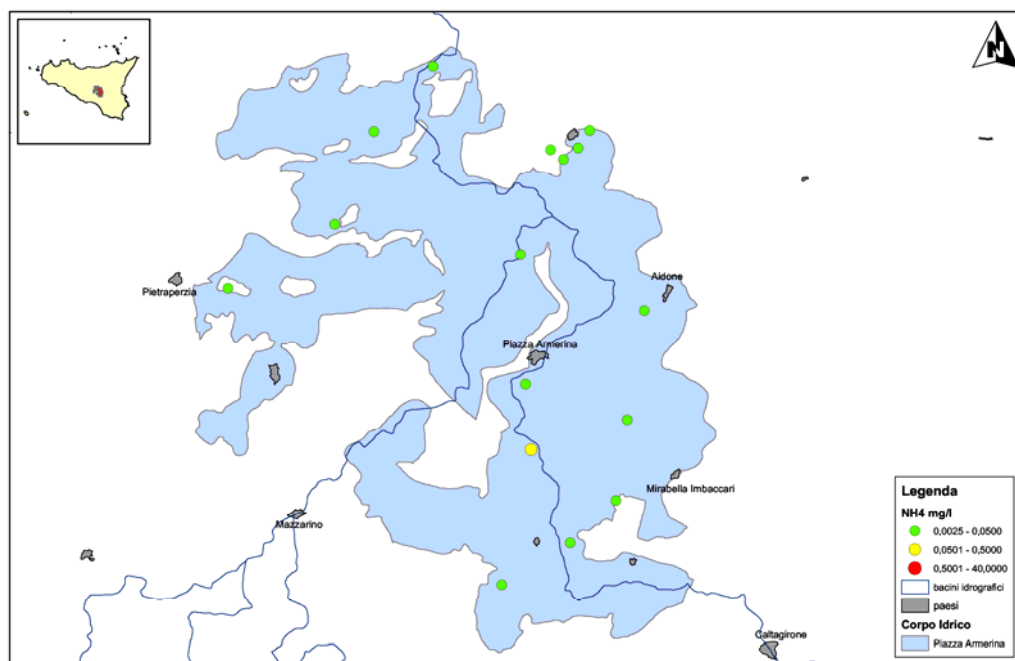 N
Aidone
Pietraperzia
Piazza Armerina
Mirabella Imbaccari
Mazzarino
Caltagirone
Legenda
NH4 mg/l
0,0025 - 0,0500
0,0501 - 0,5000
0,5001 - 40,0000
bacini idrografici
paesi
Corpo Idrico
Piazza Armerina